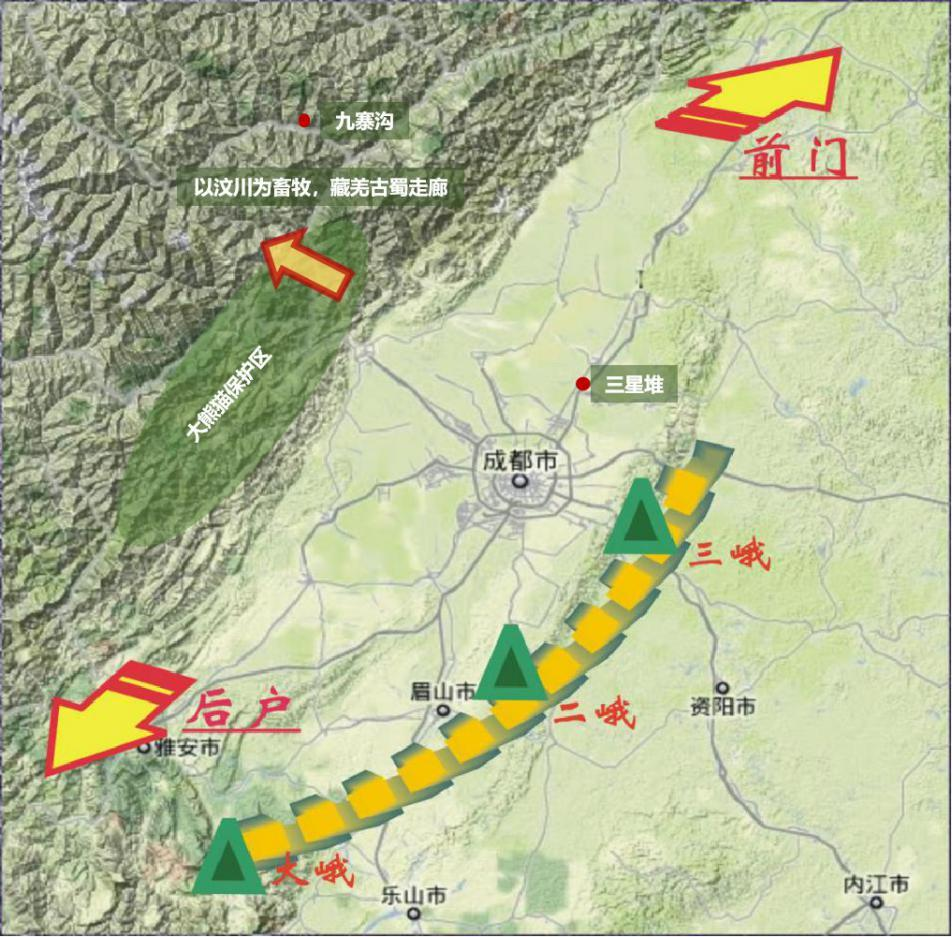 九寨沟
前门
以汶川为畜牧，藏羌古蜀走廊
大熊猫保护区
三星堆
成都市
三峨
眉山市
二峨
资阳市
后户
雅安市
大峨
乐山市
内江市